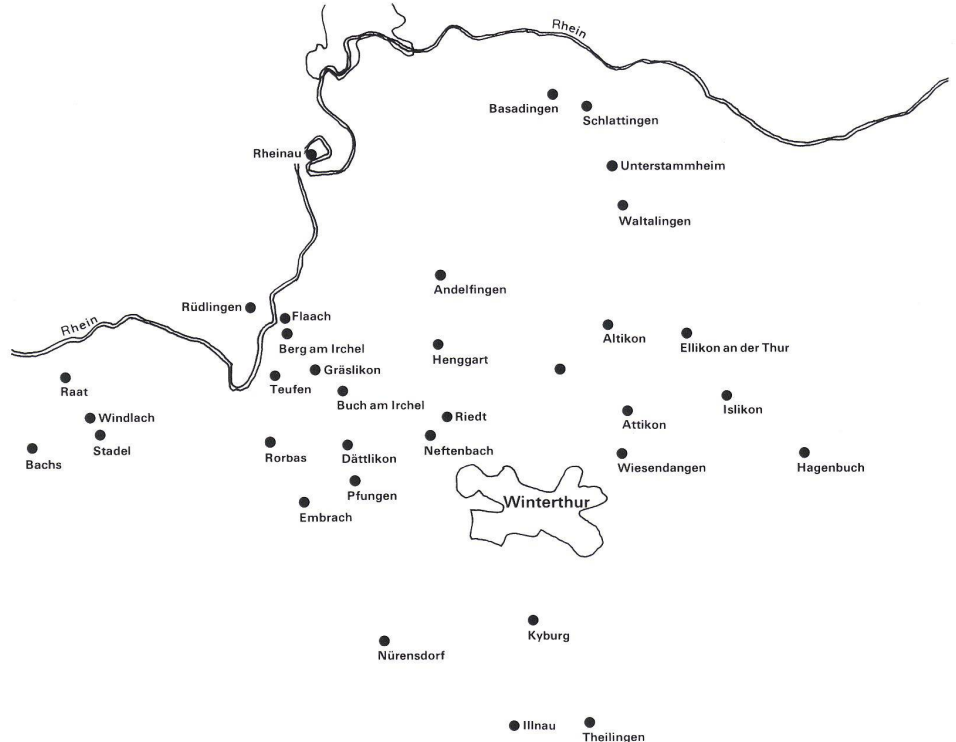 Rhein
Basadingen
Schlattingen
Rheinau
Unterstammheim
Waltalingen
Andelfingen
Rüdlingen
Flaach
Rhein
Berg am Irchel
Altikon
Ellikon an der Thur
Henggart
Gräslikon
Raat
Teufen
Buch am Irchel
Islikon
Windlach
Riedt
Attikon
Stadel
Rorbas
Dättlikon
Neftenbach
Bachs
Wiesendangen
Hagenbuch
Pfungen
Winterthur
Embrach
Kyburg
Nürensdorf
Illnau
Theilingen